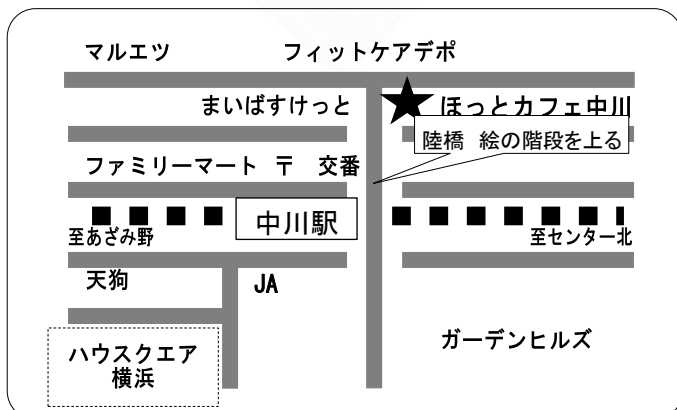 マルエツ
フィットケアデポ
まいばすけっと
ほっとカフェ中川
陸橋 絵の階段を上る
ファミリーマート 〒 交番
中川駅
至あざみ野
至センター北
天狗
JA
ガーデンヒルズ
ハウスクエア
横浜